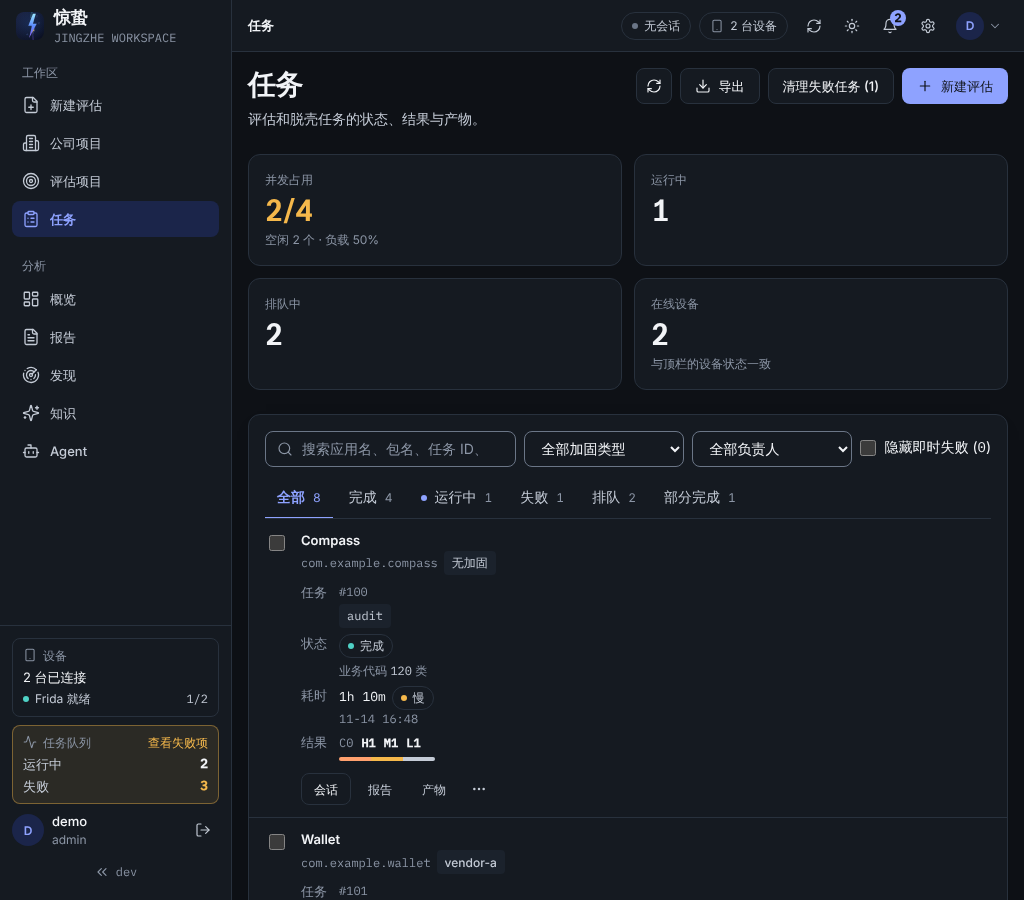 惊蛰
JINGZHE WORKSPACE
工作区
新建评估
公司项目
评估项目
任务
分析
概览
报告
发现
知识
Agent
设备
2 台已连接
Frida 就绪 1/2
任务队列 查看失败项
运行中 2
失败 3
D demo
admin
dev
任务
无会话
2 台设备
2
D
任务
导出
清理失败任务 (1)
新建评估
评估和脱壳任务的状态、结果与产物。
并发占用
2/4
空闲 2 个 · 负载 50%
运行中
1
排队中
2
在线设备
2
与顶栏的设备状态一致
搜索应用名、包名、任务 ID、
全部加固类型
全部负责人
隐藏即时失败 (0)
全部 8 完成 4 运行中 1 失败 1 排队 2 部分完成 1
Compass
com.example.compass 无加固
任务 #100
audit
状态 完成
业务代码 120 类
耗时 1h 10m 慢
11-14 16:48
结果 C0 H1 M1 L1
会话 报告 产物 ···
Wallet
com.example.wallet vendor-a
任务 #101